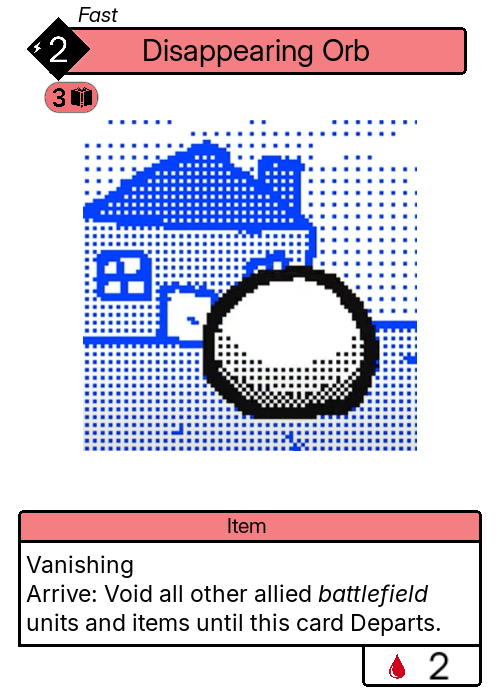 Fast
2
Disappearing Orb
3
Item
Vanishing
Arrive: Void all other allied battlefield
units and items until this card Departs.
2